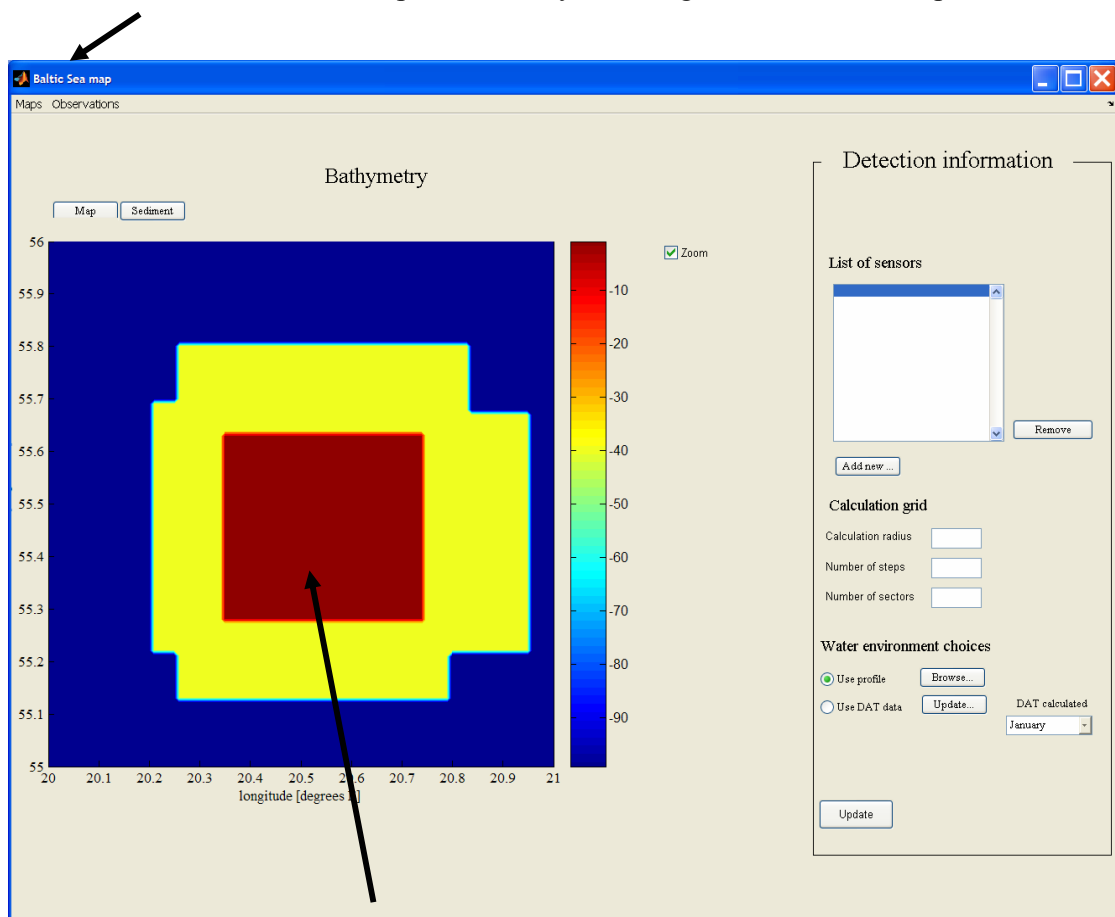 Baltic Sea map
Maps Observations
Bathymetry
Map Sediment
56
55.9
55.8
55.7
55.6
55.5
55.4
55.3
55.2
55.1
55
20 20.1 20.2 20.3 20.4 20.5 20.6 20.7 20.8 20.9 21
longitude [degrees
-10
-20
-30
-40
-50
-60
-70
-80
-90
Zoom
Detection information
List of sensors
Remove
Add new ...
Calculation grid
Calculation radius
Number of steps
Number of sectors
Water environment choices
Use profile Browse...
Use DAT data Update... DAT calculated
January
Update